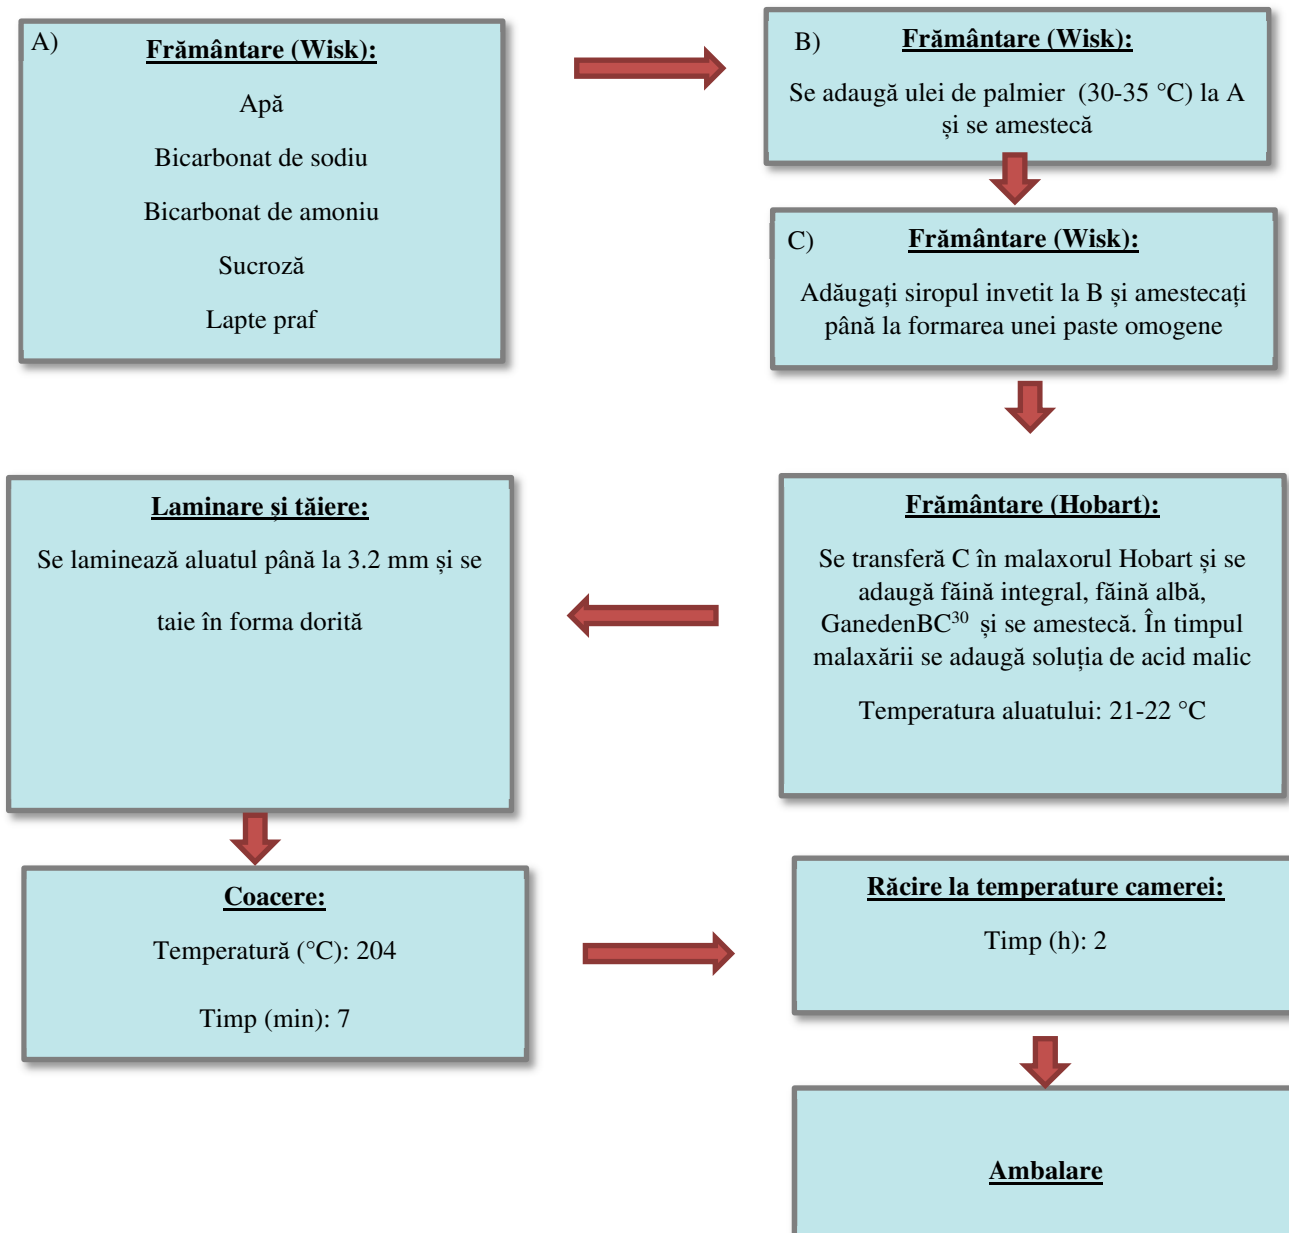 A)
Frământare (Wisk):
Apă
Bicarbonat de sodiu
Bicarbonat de amoniu
Sucroză
Lapte praf
B)
Frământare (Wisk):
Se adaugă ulei de palmier (30-35 °C) la A
și se amestecă
C)
Frământare (Wisk):
Adăugați siropul invetit la B și amestecați
până la formarea unei paste omogene
Frământare (Hobart):
Se transferă C în malaxorul Hobart și se
adaugă făină integral, făină albă,
GanedenBC³⁰ și se amestecă. În timpul
malaxării se adaugă soluția de acid malic
Temperatura aluatului: 21-22 °C
Laminare și tăiere:
Se laminează aluatul până la 3.2 mm și se
taie în forma dorită
Coacere:
Temperatură (°C): 204
Timp (min): 7
Răcire la temperature camerei:
Timp (h): 2
Ambalare